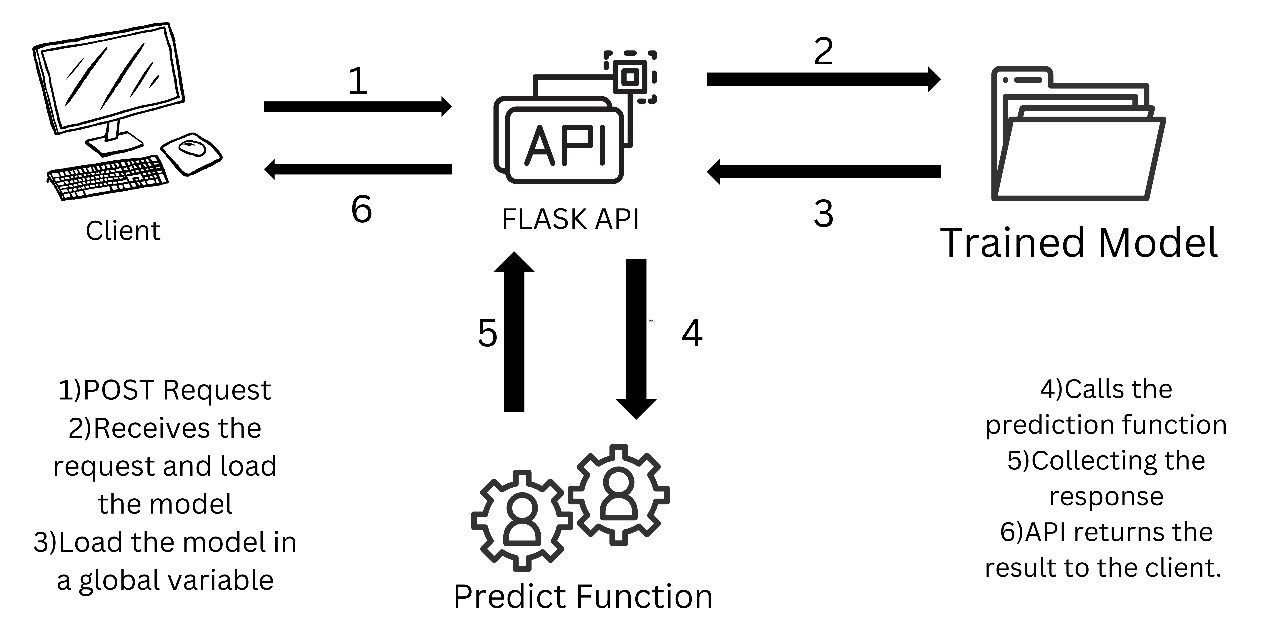 1
2
API
6
3
FLASK API
Client
Trained Model
5
4
1)POST Request
2)Receives the
request and load
the model
3)Load the model in
a global variable
4)Calls the
prediction function
5)Collecting the
response
6)API returns the
result to the client.
Predict Function